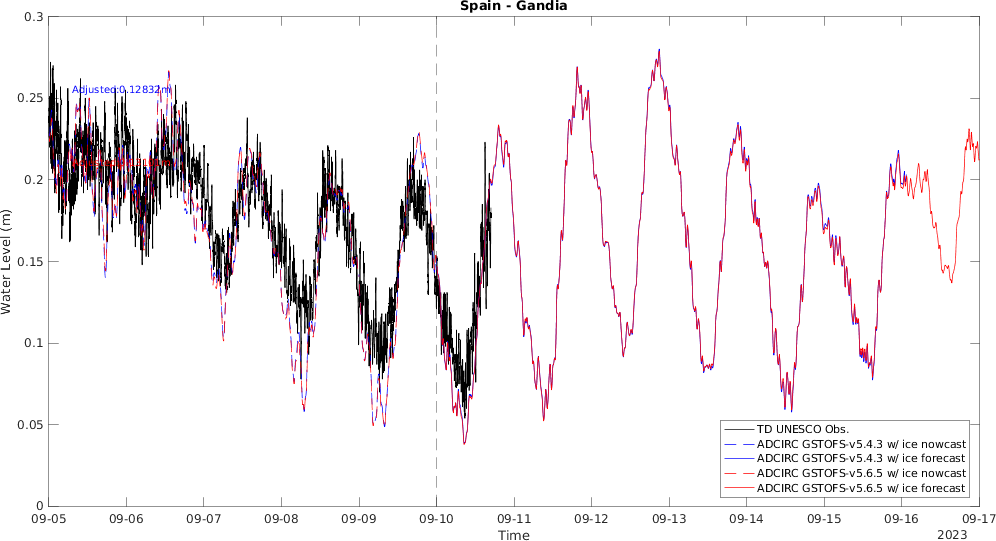 Spain - Gandia
0.3
0.25
0.2
0.15
0.1
0.05
0
Water Level (m)
Adjusted:0.12832m
09-05
09-06
09-07
09-08
09-09
09-10
09-11
09-12
09-13
09-14
09-15
09-16
09-17
Time
2023
TD UNESCO Obs.
ADCIRC GSTOFS-v5.4.3 w/ ice nowcast
ADCIRC GSTOFS-v5.4.3 w/ ice forecast
ADCIRC GSTOFS-v5.6.5 w/ ice nowcast
ADCIRC GSTOFS-v5.6.5 w/ ice forecast